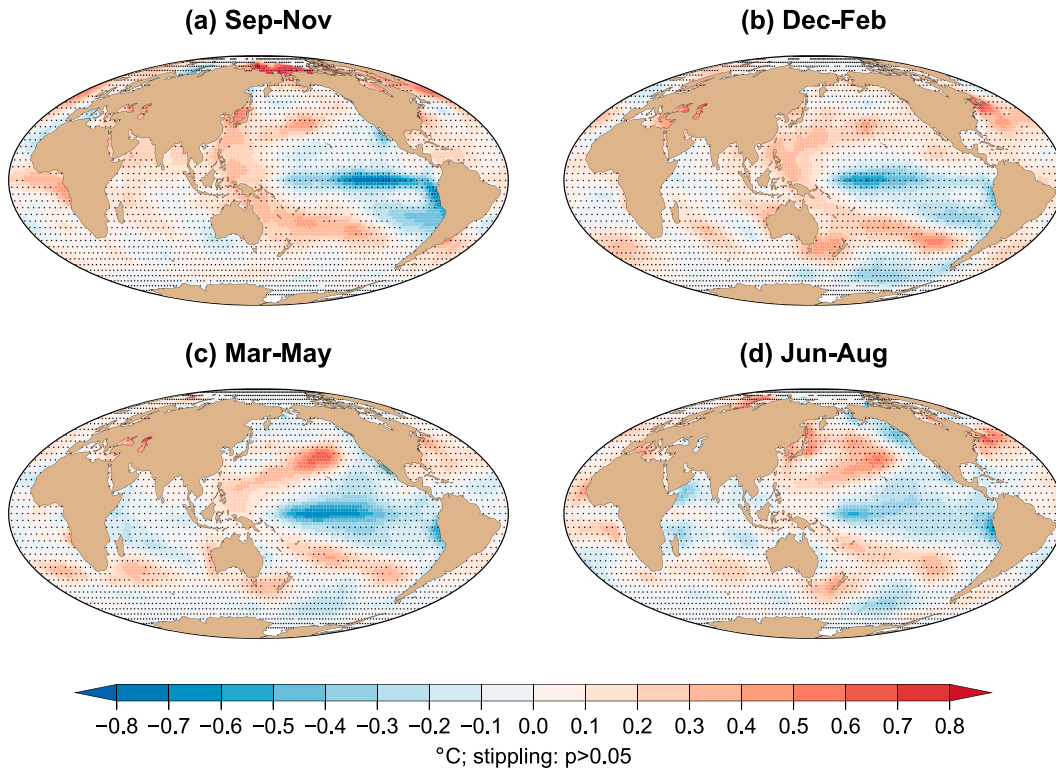 (a) Sep-Nov
(b) Dec-Feb
(c) Mar-May
(d) Jun-Aug
−0.8 −0.7 −0.6 −0.5 −0.4 −0.3 −0.2 −0.1 0.0 0.1 0.2 0.3 0.4 0.5 0.6 0.7 0.8
°C; stippling: p>0.05